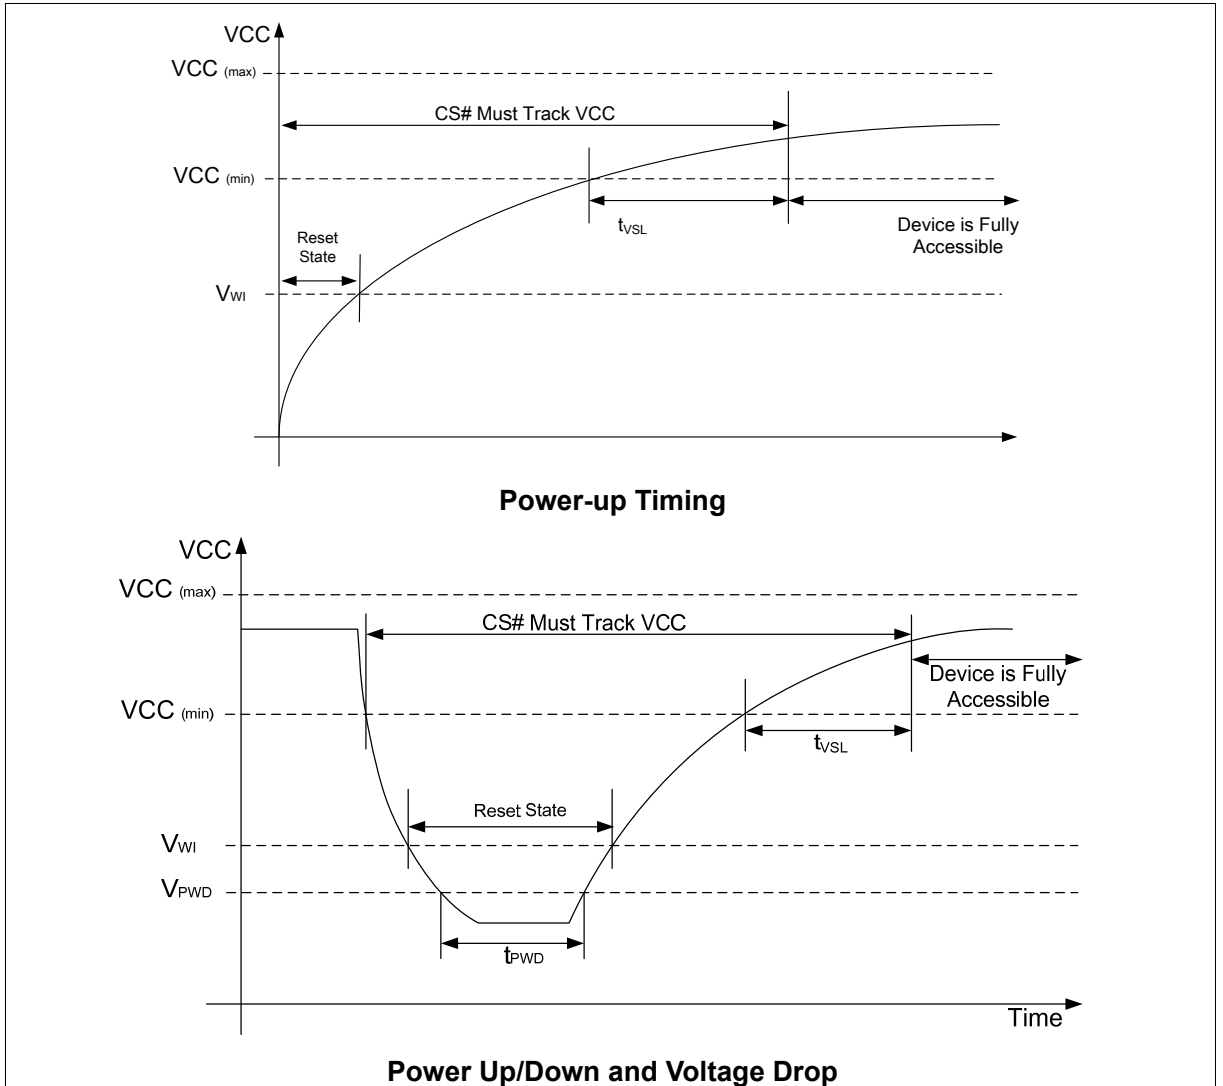 VCC
VCC (max)
CS# Must Track VCC
VCC (min)
tVSL
Device is Fully
Accessible
Reset
State
VWI
Power-up Timing
VCC
VCC (max)
CS# Must Track VCC
Device is Fully
Accessible
VCC (min)
tVSL
Reset State
VWI
VPWD
tPWD
Time
Power Up/Down and Voltage Drop